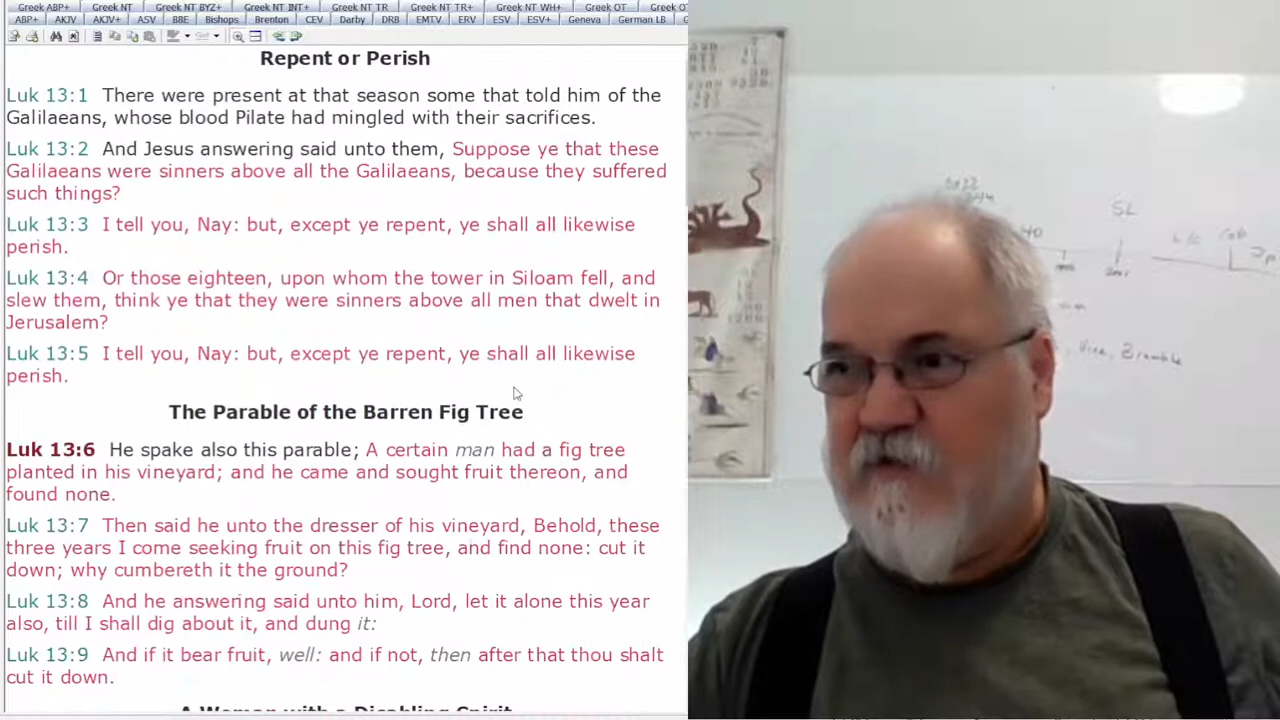 Greek ABP+ Greek NT Greek NT BYZ+ Greek NT INT+ Greek NT TR Greek NT TR+ Greek NT WH+ Greek OT
ABP+ AKJV AKJV+ ASV BBE Bishops Brenton CEV Darby DRB EMTV ERV ESV ESV+ Geneva German LB
Repent or Perish
Luk 13:1 There were present at that season some that told him of the
Galilaeans, whose blood Pilate had mingled with their sacrifices.
Luk 13:2 And Jesus answering said unto them, Suppose ye that these
Galilaeans were sinners above all the Galilaeans, because they suffered
such things?
Luk 13:3 I tell you, Nay: but, except ye repent, ye shall all likewise
perish.
Luk 13:4 Or those eighteen, upon whom the tower in Siloam fell, and
slew them, think ye that they were sinners above all men that dwelt in
Jerusalem?
Luk 13:5 I tell you, Nay: but, except ye repent, ye shall all likewise
perish.
The Parable of the Barren Fig Tree
Luk 13:6 He spake also this parable; A certain man had a fig tree
planted in his vineyard; and he came and sought fruit thereon, and
found none.
Luk 13:7 Then said he unto the dresser of his vineyard, Behold, these
three years I come seeking fruit on this fig tree, and find none: cut it
down; why cumbereth it the ground?
Luk 13:8 And he answering said unto him, Lord, let it alone this year
also, till I shall dig about it, and dung it:
Luk 13:9 And if it bear fruit, well: and if not, then after that thou shalt
cut it down.
A Woman with a Disabling Spirit
40
SL
Vine, Bramble